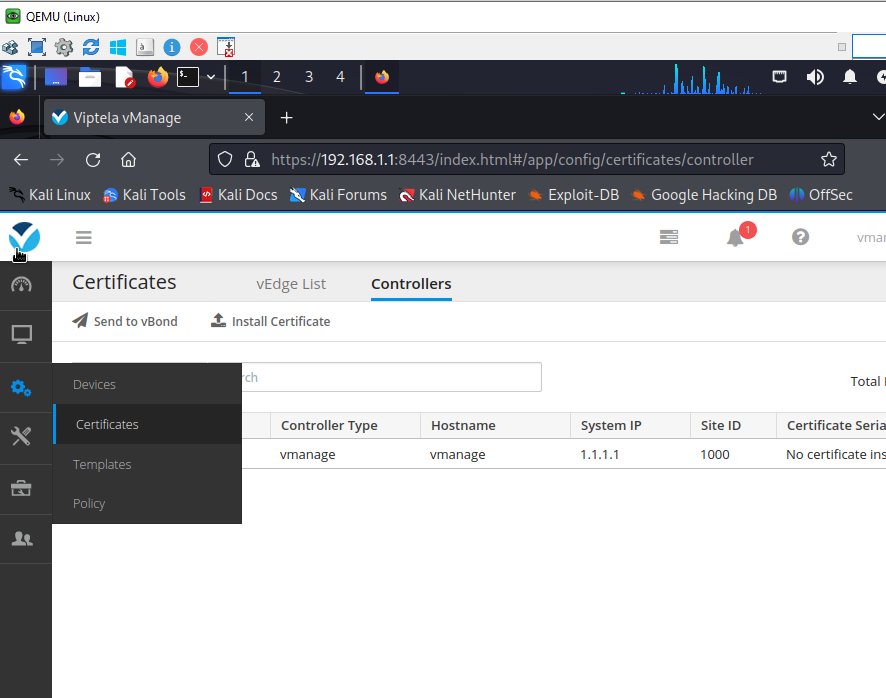 QEMU (Linux)
1 2 3 4
Viptela vManage
https://192.168.1.1:8443/index.html#/app/config/certificates/controller
Kali Linux Kali Tools Kali Docs Kali Forums Kali NetHunter Exploit-DB Google Hacking DB OffSec
1
vmar
Certificates vEdge List Controllers
Send to vBond Install Certificate
rch
Total
Devices
Certificates
Templates
Policy
Controller Type Hostname System IP Site ID Certificate Seria
vmanage vmanage 1.1.1.1 1000 No certificate ins